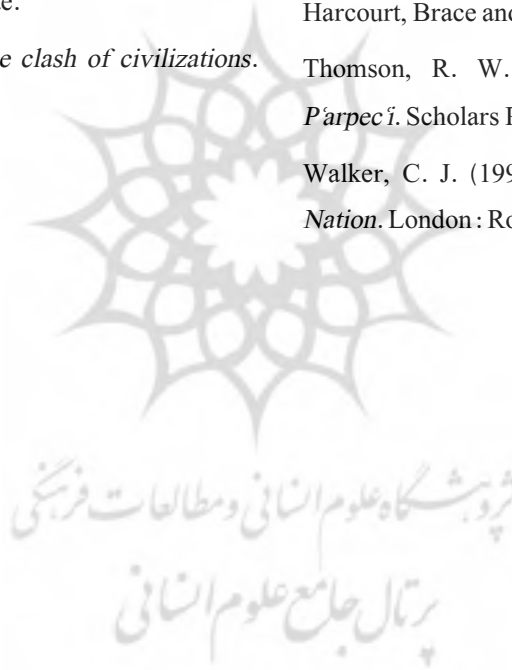 e.
e clash of civilizations.
Harcourt, Brace and
Thomson, R. W.
P‘arpec‘i. Scholars
Walker, C. J. (199
Nation. London : Ro
پژوهشگاه علوم انسانی و مطالعات فرهنگی
پرتال جامع علوم انسانی